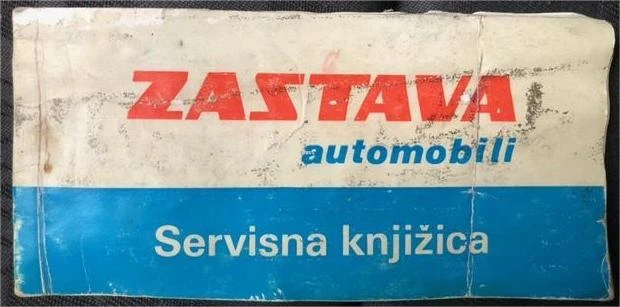 ZASTAVA
automobili
Servisna knjižica